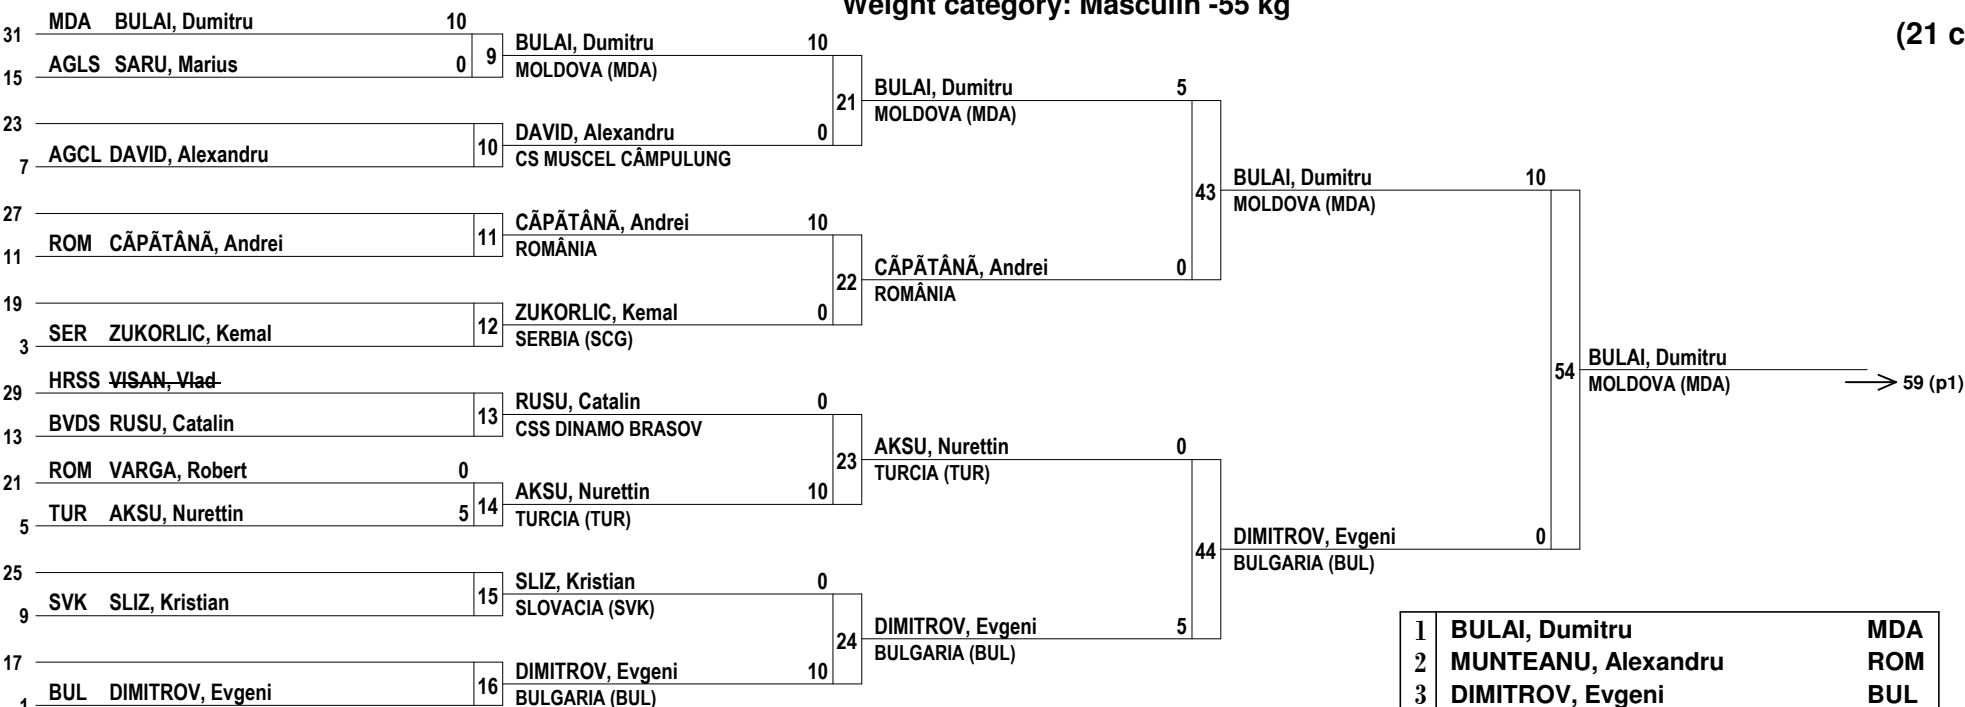 Weight category: Masculin -55 kg
(21 c
31 MDA BULAI, Dumitru 10
15 AGLS SARU, Marius 0
9
23
7 AGCL DAVID, Alexandru
10
27
11 ROM CÃPÃTÂNÃ, Andrei
11
19
3 SER ZUKORLIC, Kemal
12
29 HRSS VISAN, Vlad
13 BVDS RUSU, Catalin
13
21 ROM VARGA, Robert 0
5 TUR AKSU, Nurettin 5
14
25
9 SVK SLIZ, Kristian
15
17
1 BUL DIMITROV, Evgeni
16
BULAI, Dumitru 10
MOLDOVA (MDA)
21
DAVID, Alexandru 0
CS MUSCEL CÂMPULUNG
CÃPÃTÂNÃ, Andrei 10
ROMÂNIA
22
ZUKORLIC, Kemal 0
SERBIA (SCG)
RUSU, Catalin 0
CSS DINAMO BRASOV
23
AKSU, Nurettin 10
TURCIA (TUR)
SLIZ, Kristian 0
SLOVACIA (SVK)
24
DIMITROV, Evgeni 10
BULGARIA (BUL)
BULAI, Dumitru 5
MOLDOVA (MDA)
43
CÃPÃTÂNÃ, Andrei 0
ROMÂNIA
AKSU, Nurettin 0
TURCIA (TUR)
44
DIMITROV, Evgeni 5
BULGARIA (BUL)
BULAI, Dumitru 10
MOLDOVA (MDA)
54
DIMITROV, Evgeni 0
BULGARIA (BUL)
BULAI, Dumitru
MOLDOVA (MDA)
59 (p1)
1 BULAI, Dumitru MDA
2 MUNTEANU, Alexandru ROM
3 DIMITROV, Evgeni BUL